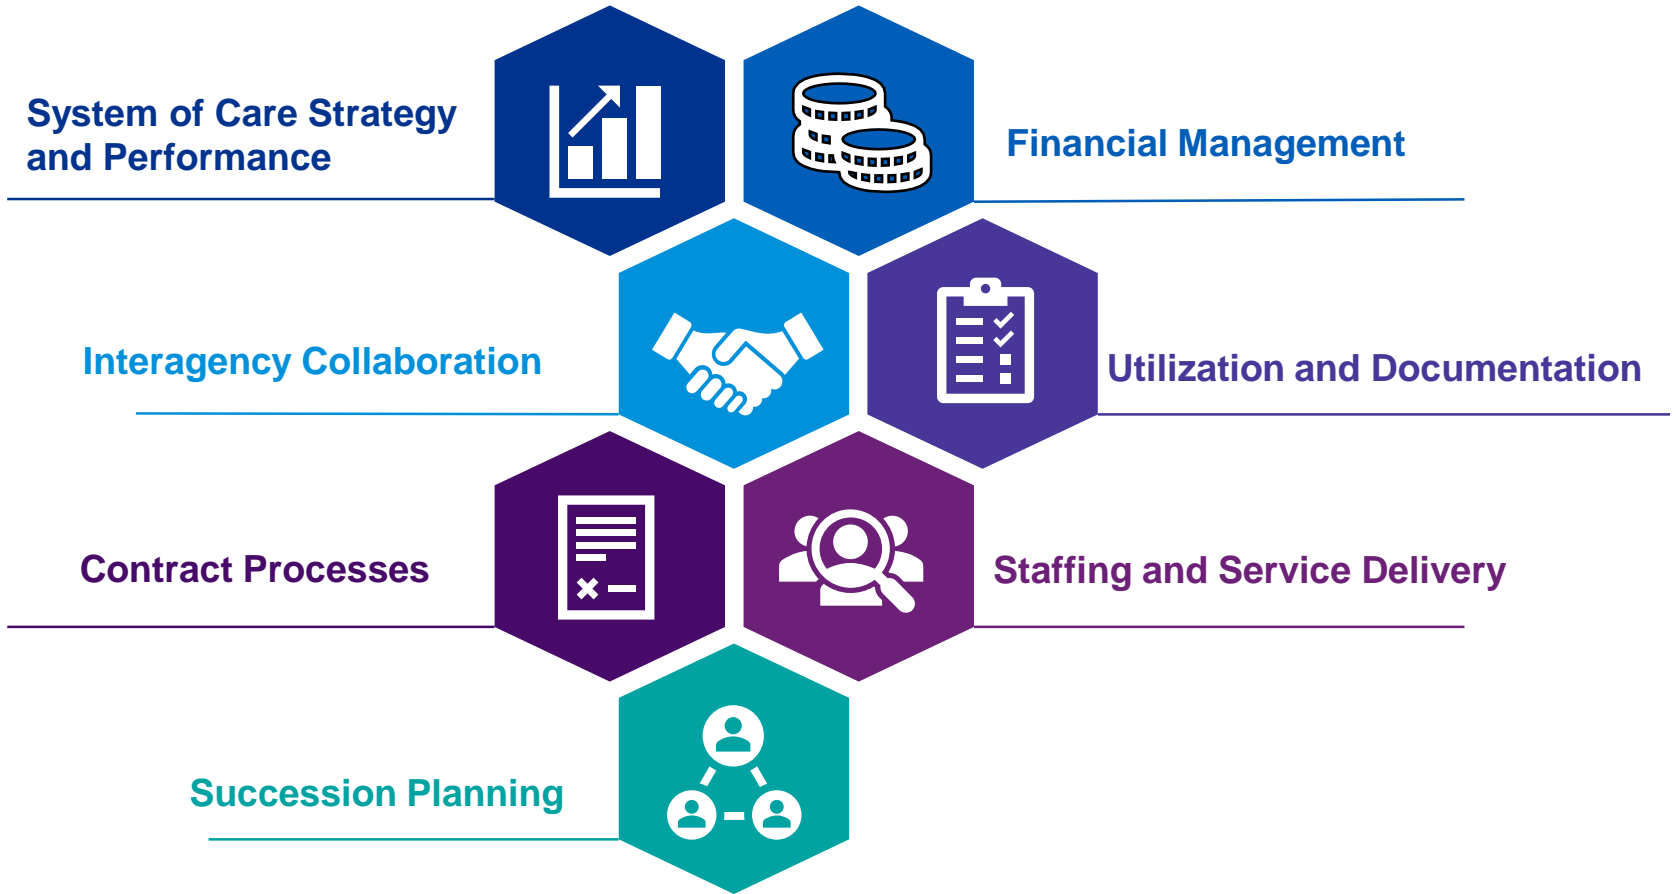 System of Care Strategy
and Performance
Financial Management
Interagency Collaboration
Utilization and Documentation
Contract Processes
Staffing and Service Delivery
Succession Planning